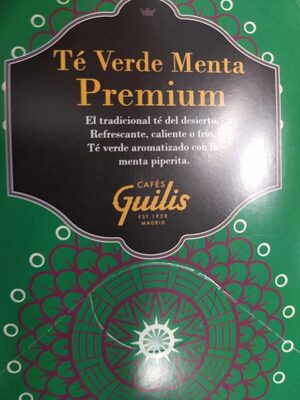 Té Verde Menta
Premium
El tradicional té del desierto.
Refrescante, caliente o frío.
Té verde aromatizado con la
menta piperita.
CAFÉS
Guilis
EST. 1928
MADRID